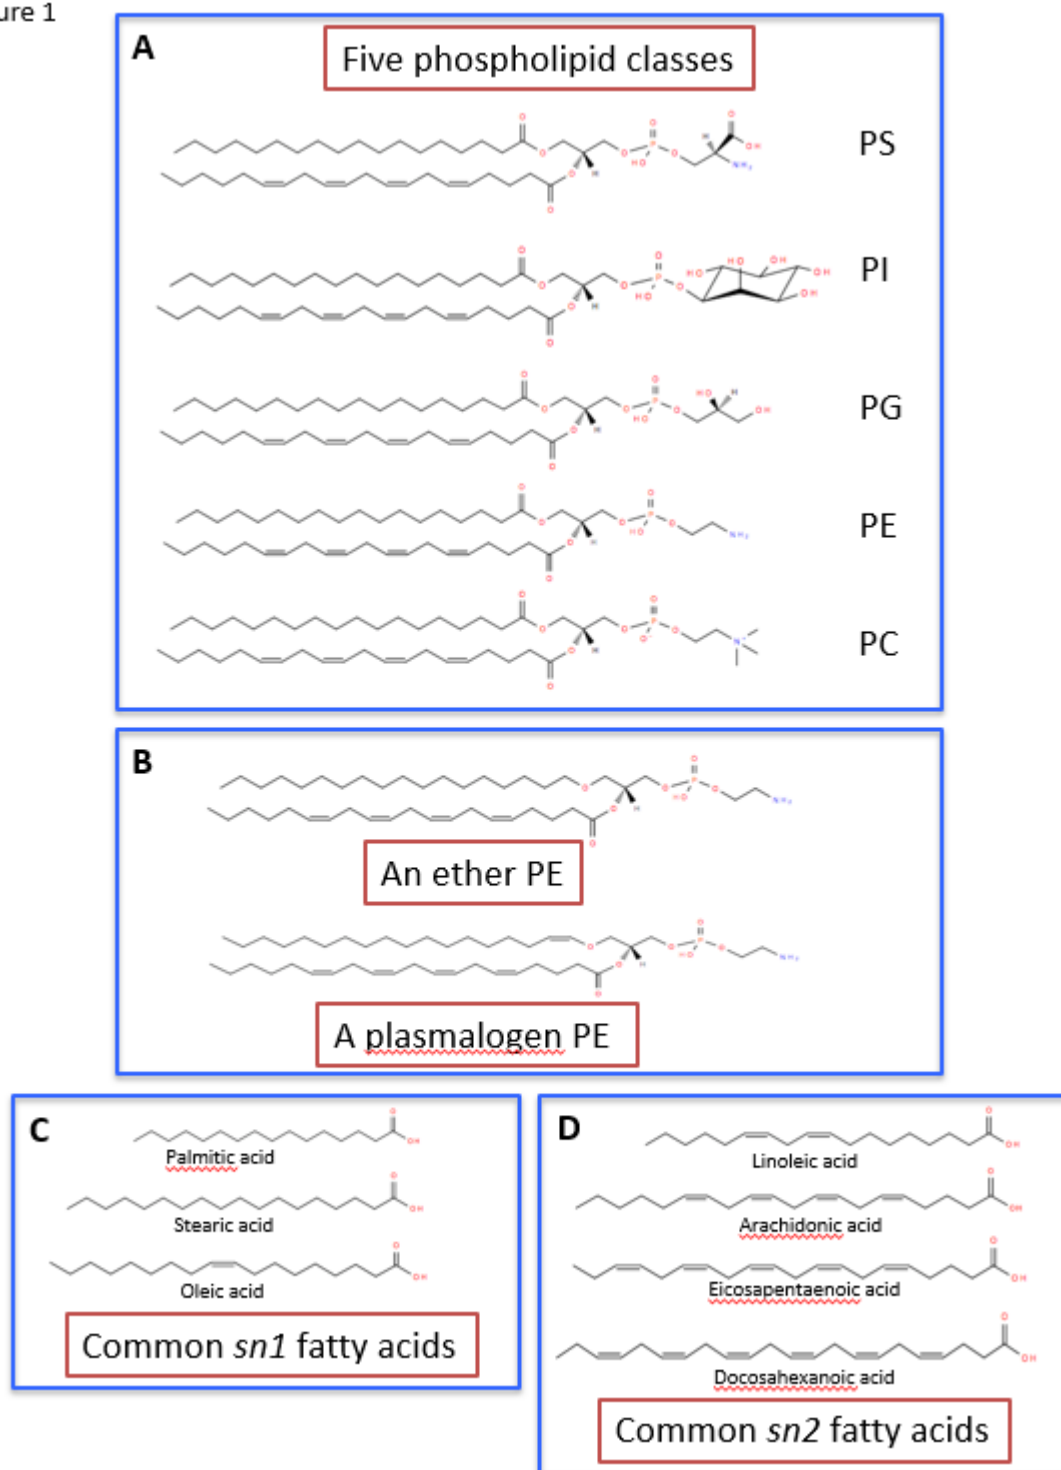 ure 1
A
Five phospholipid classes
PS
PI
PG
PE
PC
B
An ether PE
A plasmalogen PE
C
Palmitic acid
Stearic acid
Oleic acid
Common sn1 fatty acids
D
Linoleic acid
Arachidonic acid
Eicosapentaenoic acid
Docosahexanoic acid
Common sn2 fatty acids